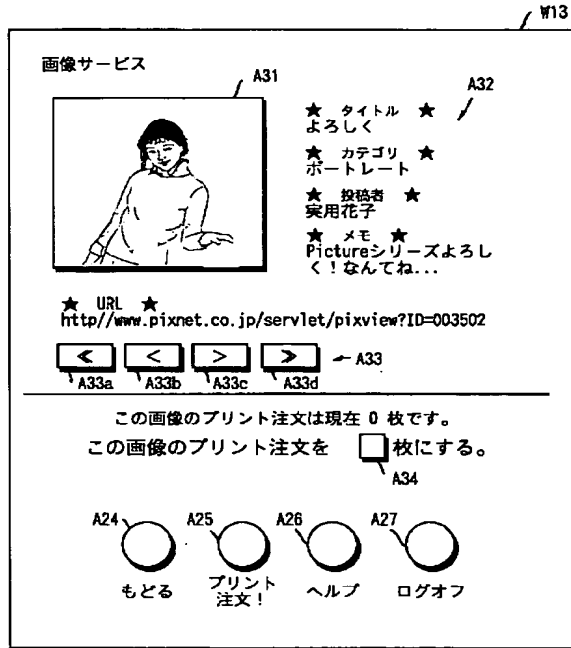 W13
画像サービス
A31
A32
★ タイトル ★
よろしく
★ カテゴリ ★
ポートレート
★ 投稿者 ★
実用花子
★ メモ ★
Pictureシリーズよろし
く!なんてね...
★ URL ★
http//www.pixnet.co.jp/servlet/pixview?ID=003502
≪ < > ≫ A33
A33a A33b A33c A33d
この画像のプリント注文は現在 0 枚です。
この画像のプリント注文を 枚にする。
A34
A24 A25 A26 A27
もどる プリント ヘルプ ログオフ
注文!